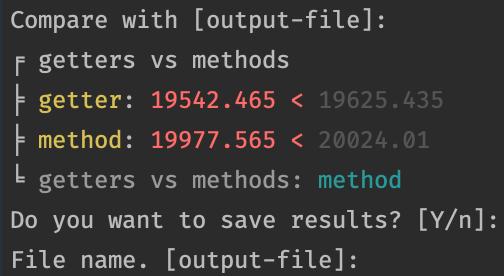 Compare with [output-file]:
╒ getters vs methods
╞ getter: 19542.465 < 19625.435
╞ method: 19977.565 < 20024.01
╘ getters vs methods: method
Do you want to save results? [Y/n]:
File name. [output-file]: